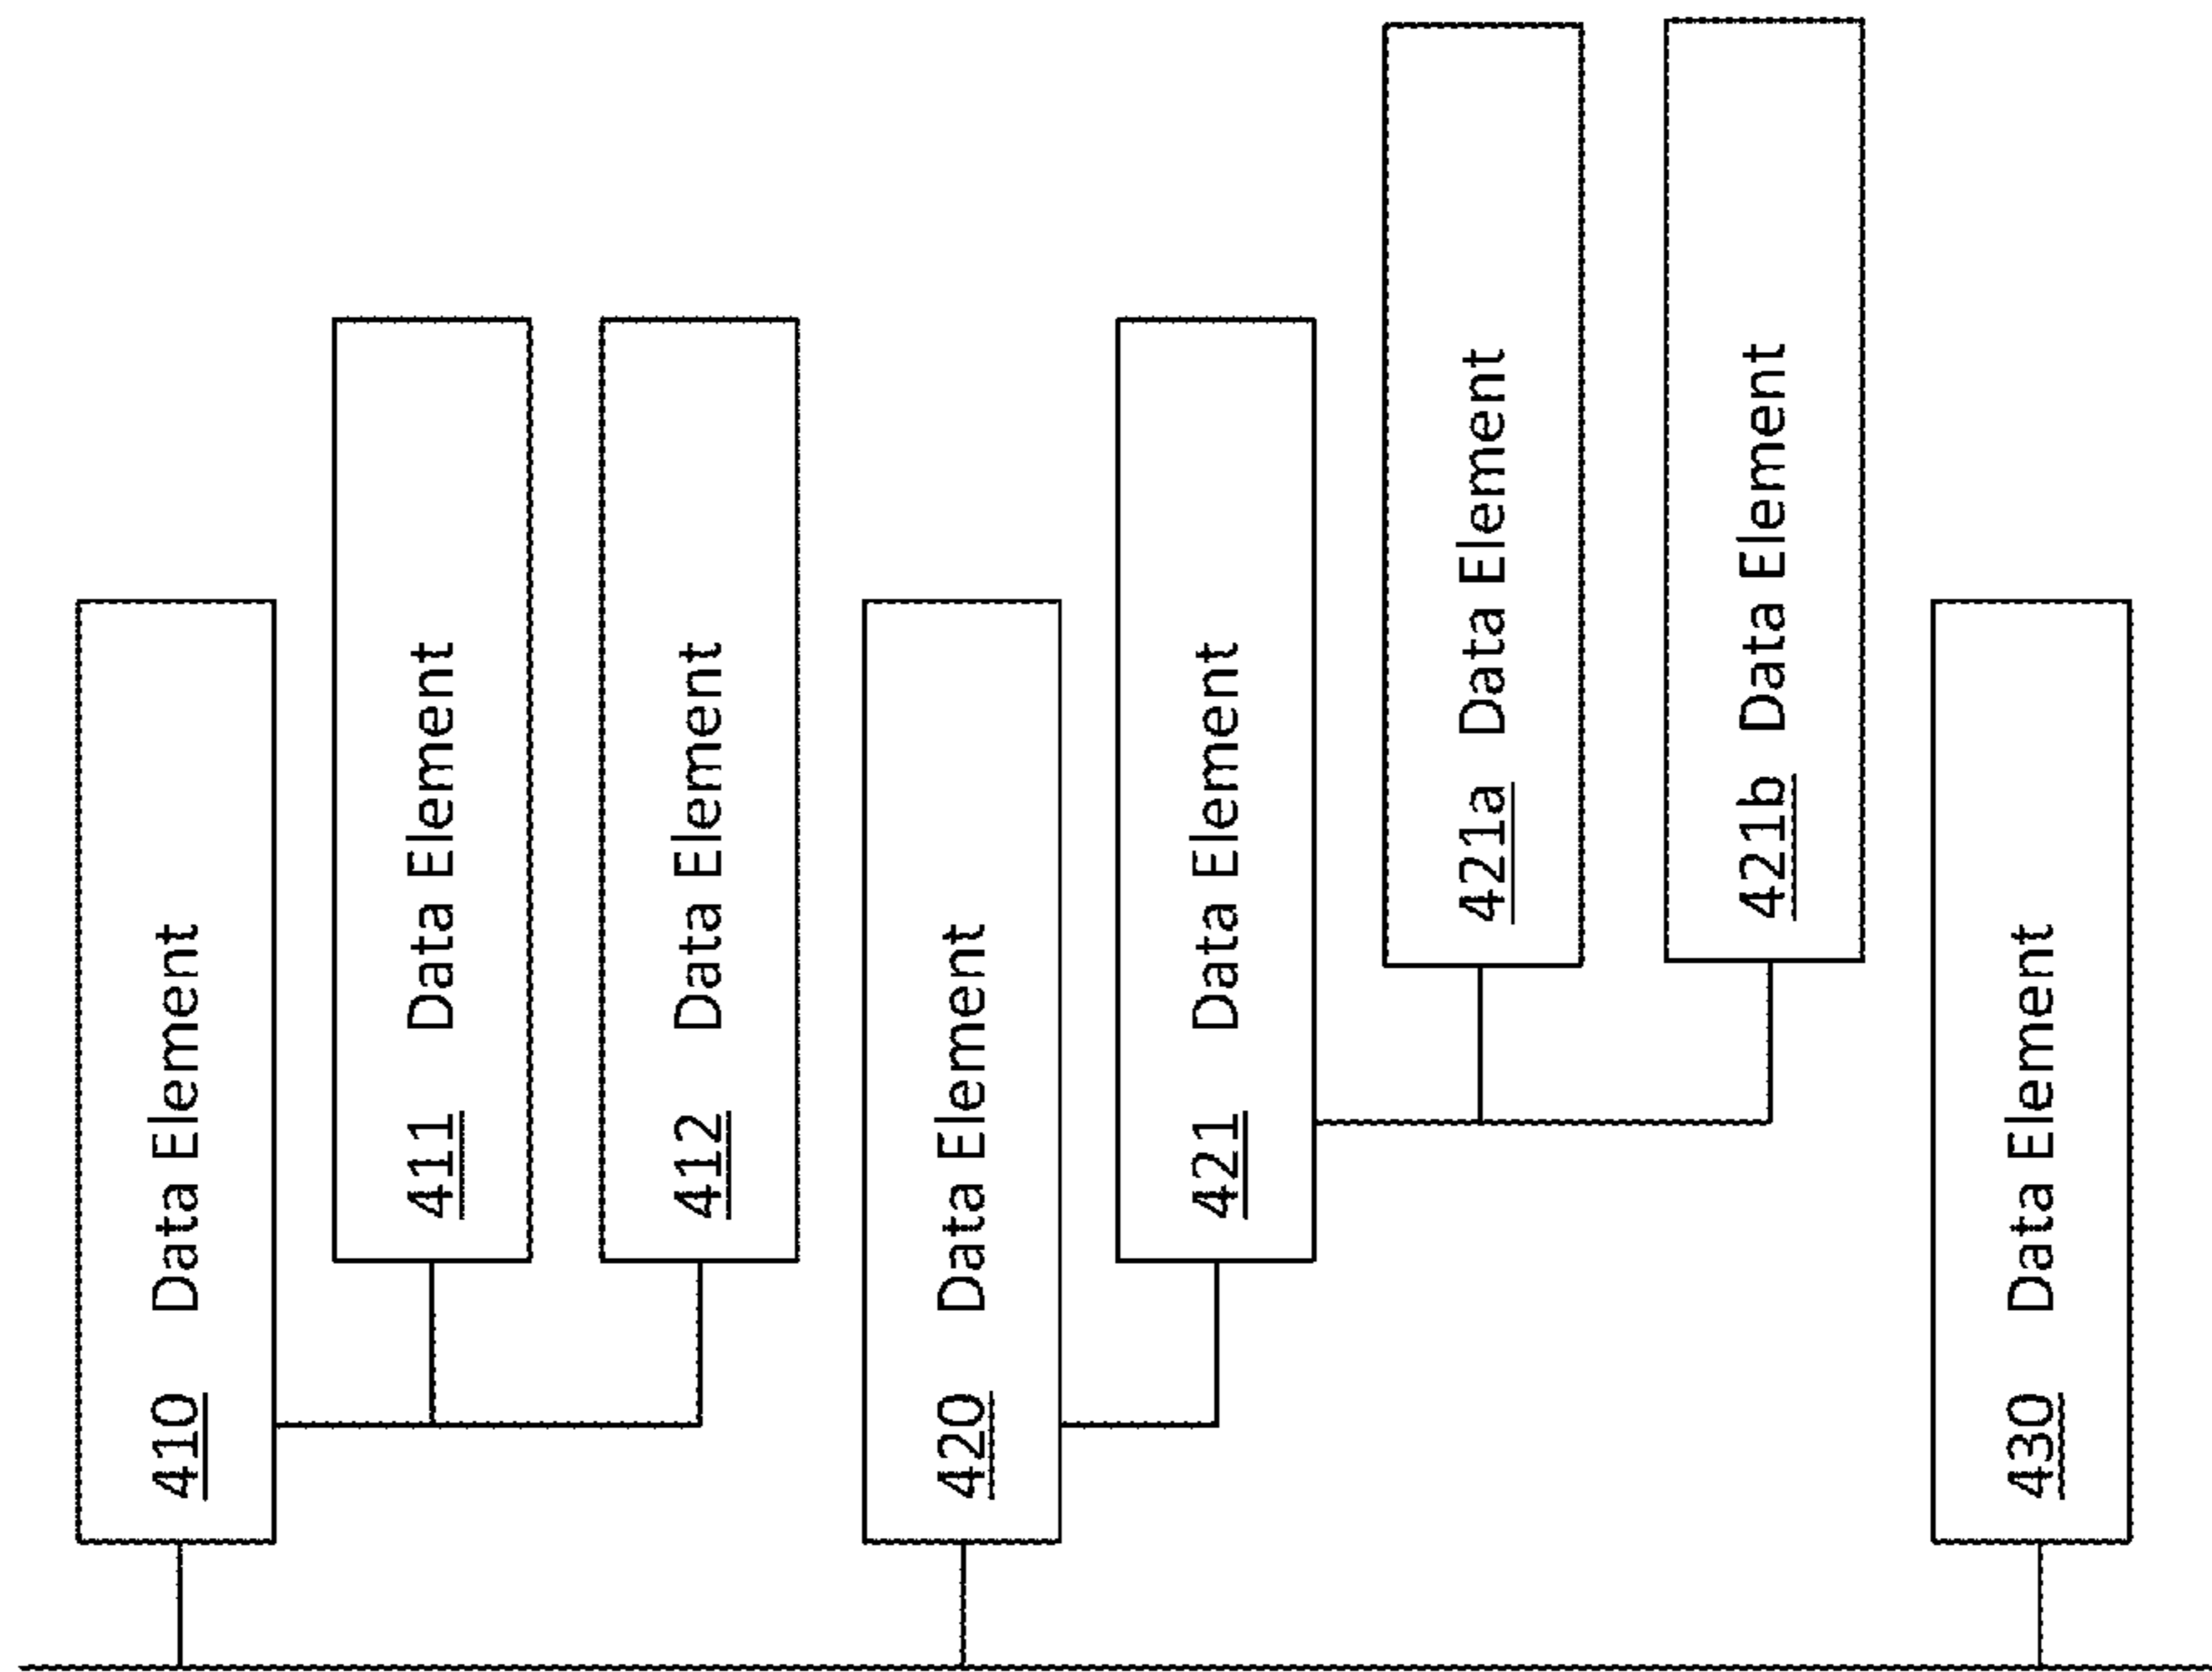 410 Data Element
411 Data Element
412 Data Element
420 Data Element
421 Data Element
421a Data Element
421b Data Element
430 Data Element